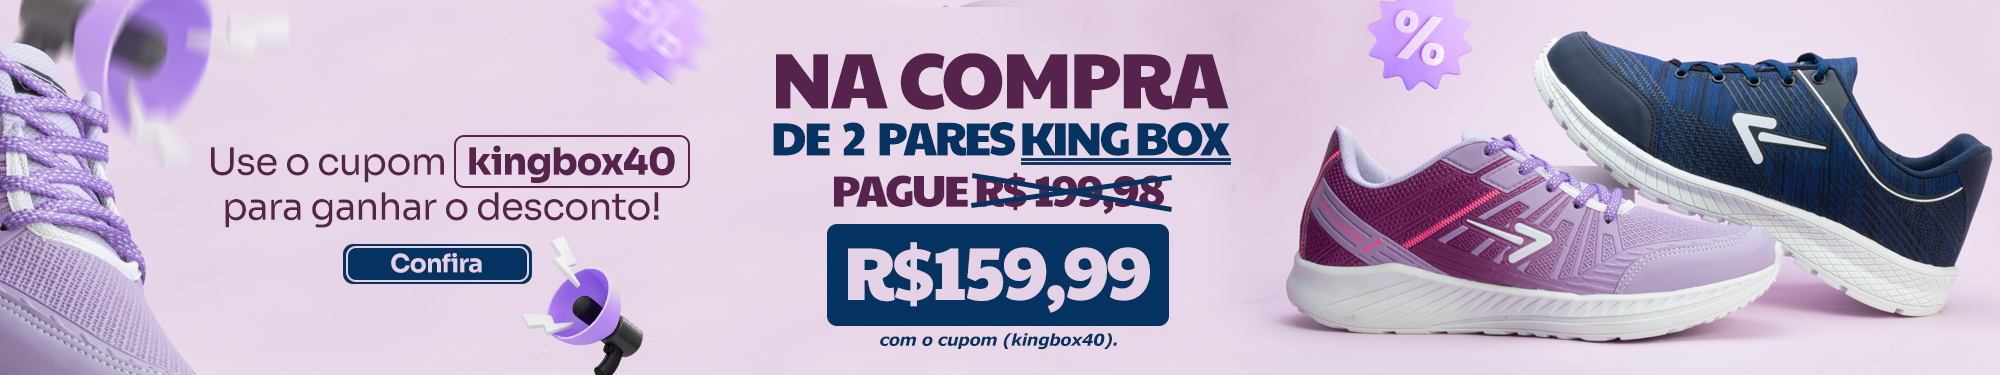 Use o cupom kingbox40
para ganhar o desconto!
Confira
NA COMPRA
DE 2 PARES KING BOX
PAGUE R$ 199,98
R$159,99
com o cupom (kingbox40).
%
%